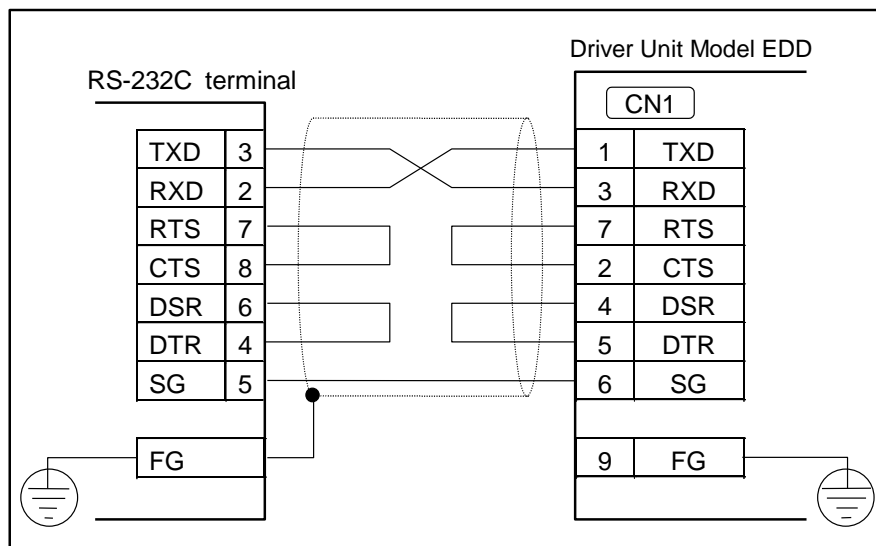 Driver Unit Model EDD
RS-232C terminal
CN1
TXD 3 1 TXD
RXD 2 3 RXD
RTS 7 7 RTS
CTS 8 2 CTS
DSR 6 4 DSR
DTR 4 5 DTR
SG 5 6 SG
FG 9 FG